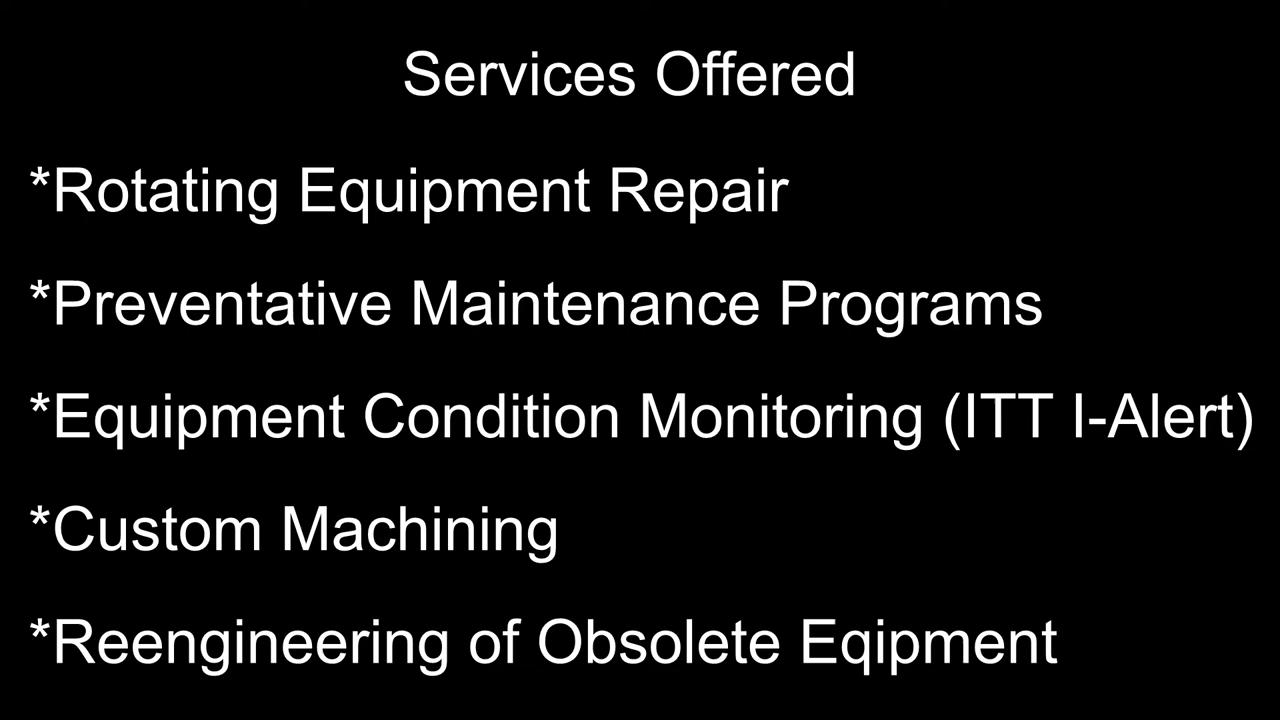 Services Offered
*Rotating Equipment Repair
*Preventative Maintenance Programs
*Equipment Condition Monitoring (ITT I-Alert)
*Custom Machining
*Reengineering of Obsolete Eqipment